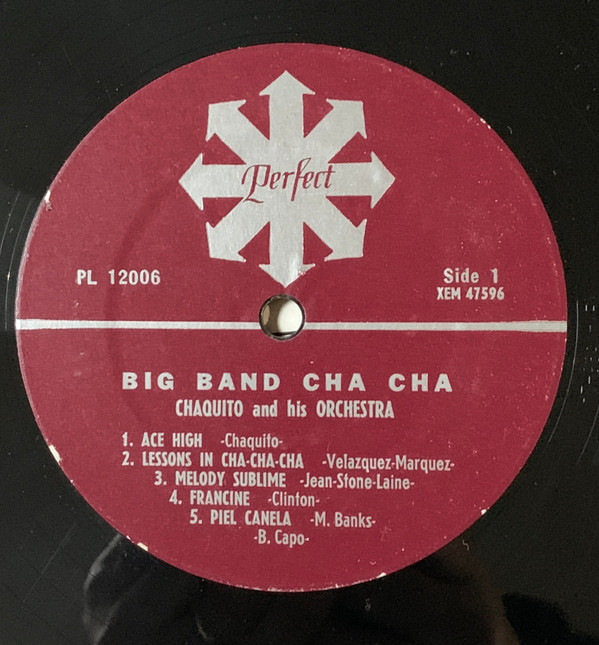 Perfect
PL 12006
Side 1
XEM 47596
BIG BAND CHA CHA
CHAQUITO and his ORCHESTRA
1. ACE HIGH -Chaquito-
2. LESSONS IN CHA-CHA-CHA -Velazquez-Marquez-
3. MELODY SUBLIME -Jean-Stone-Laine-
4. FRANCINE -Clinton-
5. PIEL CANELA -M. Banks-
-B. Capo-